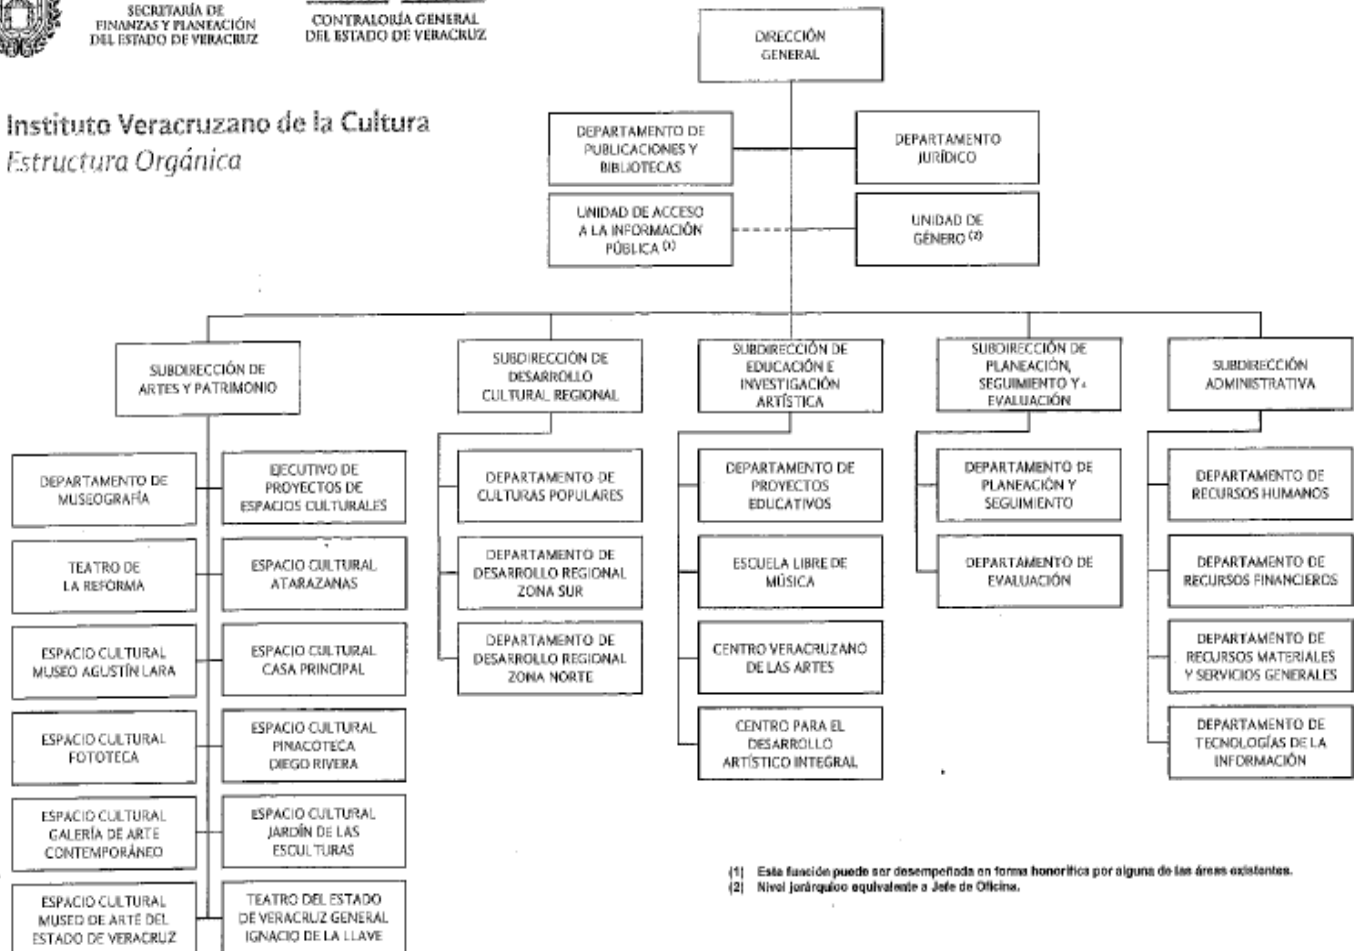 SECRETARÍA DE
FINANZAS Y PLANEACIÓN
DEL ESTADO DE VERACRUZ
CONTRALORÍA GENERAL
DEL ESTADO DE VERACRUZ
Instituto Veracruzano de la Cultura
Estructura Orgánica
DIRECCIÓN
GENERAL
DEPARTAMENTO DE
PUBLICACIONES Y
BIBLIOTECAS
DEPARTAMENTO
JURÍDICO
UNIDAD DE ACCESO
A LA INFORMACIÓN
PÚBLICA (1)
UNIDAD DE
GÉNERO (2)
SUBDIRECCIÓN DE
ARTES Y PATRIMONIO
SUBDIRECCIÓN DE
DESARROLLO
CULTURAL REGIONAL
SUBDIRECCIÓN DE
EDUCACIÓN E
INVESTIGACIÓN
ARTÍSTICA
SUBDIRECCIÓN DE
PLANEACIÓN,
SEGUIMIENTO Y
EVALUACIÓN
SUBDIRECCIÓN
ADMINISTRATIVA
DEPARTAMENTO DE
MUSEOGRAFÍA
EJECUTIVO DE
PROYECTOS DE
ESPACIOS CULTURALES
TEATRO DE
LA REFORMA
ESPACIO CULTURAL
ATARAZANAS
ESPACIO CULTURAL
MUSEO AGUSTÍN LARA
ESPACIO CULTURAL
CASA PRINCIPAL
ESPACIO CULTURAL
FOTOTECA
ESPACIO CULTURAL
PINACOTECA
DIEGO RIVERA
ESPACIO CULTURAL
GALERÍA DE ARTE
CONTEMPORÁNEO
ESPACIO CULTURAL
JARDÍN DE LAS
ESCULTURAS
ESPACIO CULTURAL
MUSEO DE ARTE DEL
ESTADO DE VERACRUZ
TEATRO DEL ESTADO
DE VERACRUZ GENERAL
IGNACIO DE LA LLAVE
DEPARTAMENTO DE
CULTURAS POPULARES
DEPARTAMENTO DE
DESARROLLO REGIONAL
ZONA SUR
DEPARTAMENTO DE
DESARROLLO REGIONAL
ZONA NORTE
DEPARTAMENTO DE
PROYECTOS
EDUCATIVOS
ESCUELA LIBRE DE
MÚSICA
CENTRO VERACRUZANO
DE LAS ARTES
CENTRO PARA EL
DESARROLLO
ARTÍSTICO INTEGRAL
DEPARTAMENTO DE
PLANEACIÓN Y
SEGUIMIENTO
DEPARTAMENTO DE
EVALUACIÓN
DEPARTAMENTO DE
RECURSOS HUMANOS
DEPARTAMENTO DE
RECURSOS FINANCIEROS
DEPARTAMENTO DE
RECURSOS MATERIALES
Y SERVICIOS GENERALES
DEPARTAMENTO DE
TECNOLOGÍAS DE LA
INFORMACIÓN
(1) Esta función puede ser desempeñada en forma honorífica por alguna de las áreas existentes.
(2) Nivel jerárquico equivalente a Jefe de Oficina.